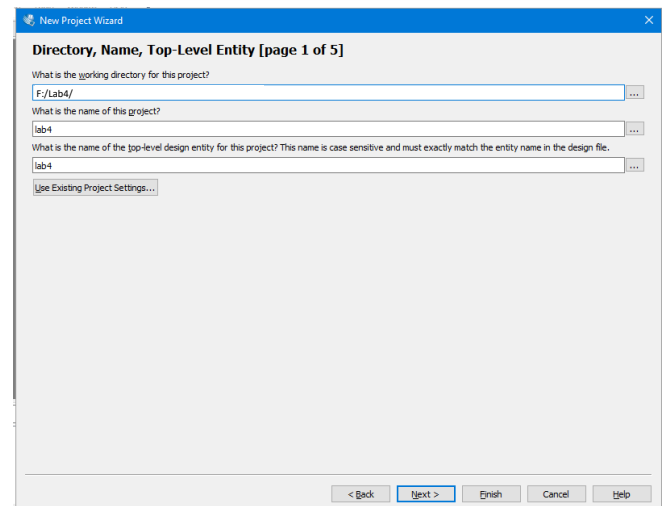 New Project Wizard
Directory, Name, Top-Level Entity [page 1 of 5]
What is the working directory for this project?
F:/Lab4/
...
What is the name of this project?
lab4
...
What is the name of the top-level design entity for this project? This name is case sensitive and must exactly match the entity name in the design file.
lab4
...
Use Existing Project Settings...
< Back Next > Finish Cancel Help